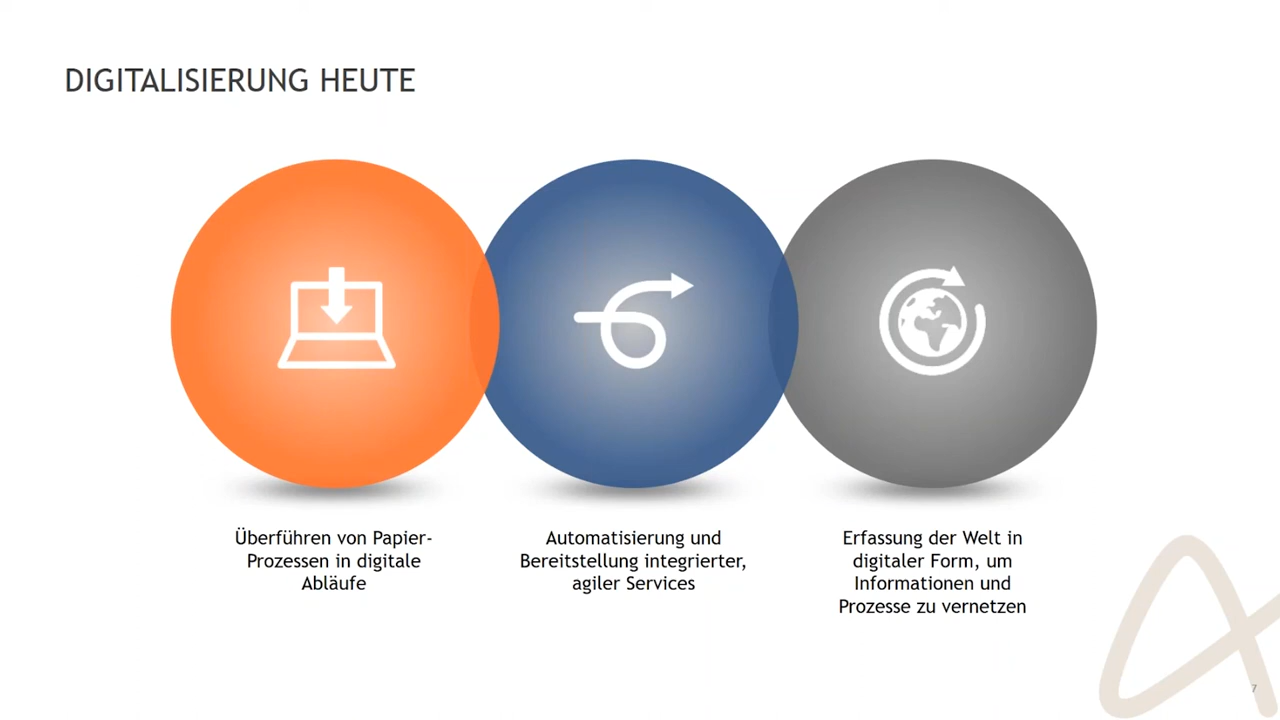 DIGITALISIERUNG HEUTE
Überführen von Papier-
Prozessen in digitale
Abläufe
Automatisierung und
Bereitstellung integrierter,
agiler Services
Erfassung der Welt in
digitaler Form, um
Informationen und
Prozesse zu vernetzen
7